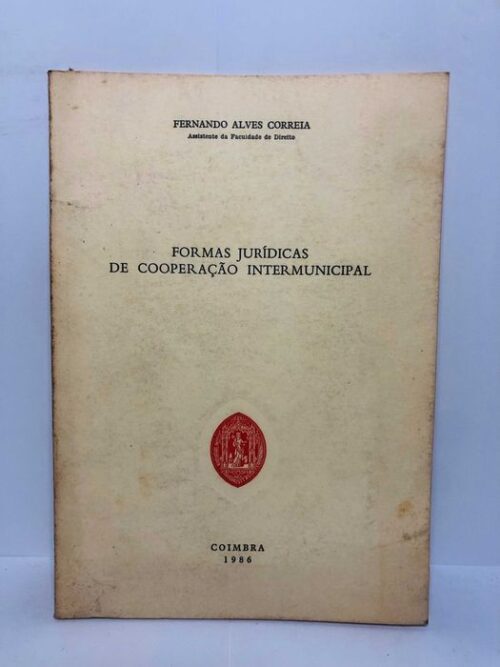 FERNANDO ALVES CORREIA
Assistente da Faculdade de Direito
FORMAS JURÍDICAS
DE COOPERAÇÃO INTERMUNICIPAL
COIMBRA
1986